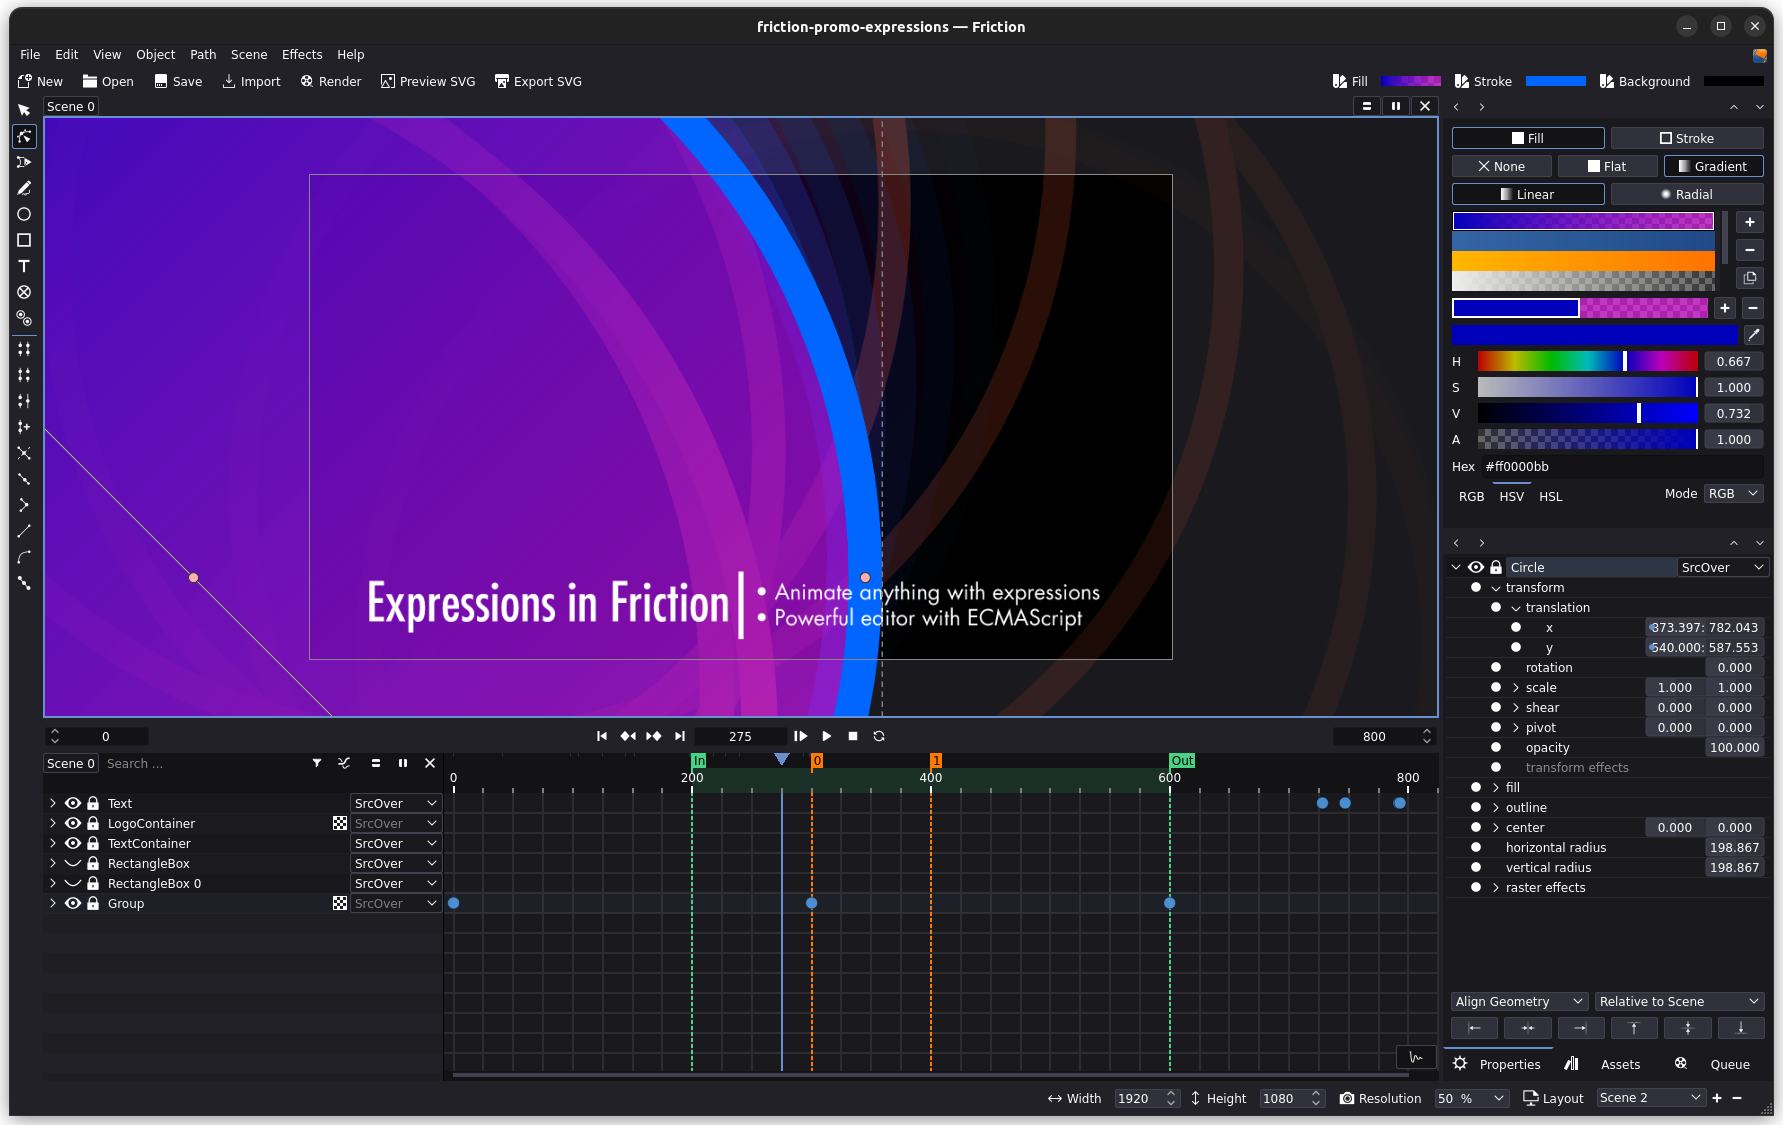 friction-promo-expressions — Friction
File Edit View Object Path Scene Effects Help
New Open Save Import Render Preview SVG Export SVG Fill Stroke Background
Scene 0
Fill Stroke
None Flat Gradient
Linear Radial
H 0.667
S 1.000
V 0.732
A 1.000
Hex #ff0000bb
RGB HSV HSL Mode RGB
Expressions in Friction
• Animate anything with expressions
• Powerful editor with ECMAScript
Circle SrcOver
transform
translation
x 873.397: 782.043
y 540.000: 587.553
rotation 0.000
scale 1.000 1.000
shear 0.000 0.000
pivot 0.000 0.000
opacity 100.000
transform effects
fill
outline
center 0.000 0.000
horizontal radius 198.867
vertical radius 198.867
raster effects
0 275 800
Scene 0 Search ...
In 0 1 Out
0 200 400 600 800
Text SrcOver
LogoContainer SrcOver
TextContainer SrcOver
RectangleBox SrcOver
RectangleBox 0 SrcOver
Group SrcOver
Align Geometry Relative to Scene
Properties Assets Queue
Width 1920 Height 1080 Resolution 50 % Layout Scene 2